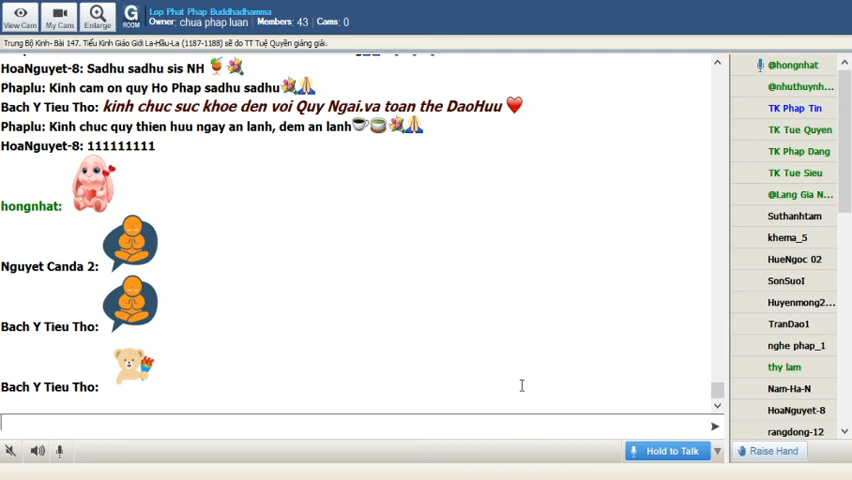 View Cam
My Cam
Enlarge
G
ROOM
Lop Phat Phap Buddhadhamma
Owner: chua phap luan
Members: 43
Cams: 0
Trung Bộ Kinh- Bài 147. Tiểu Kinh Giáo Giới La-Hầu-La (1187-1188) sẽ do TT Tuệ Quyền giảng giải.
HoaNguyet-8: Sadhu sadhu sis NH
Phaplu: Kinh cam on quy Ho Phap sadhu sadhu
Bach Y Tieu Tho: kinh chuc suc khoe den voi Quy Ngai.va toan the DaoHuu
Phaplu: Kinh chuc quy thien huu ngay an lanh, dem an lanh
HoaNguyet-8: 111111111
hongnhat:
Nguyet Canda 2:
Bach Y Tieu Tho:
Bach Y Tieu Tho:
@hongnhat
@nhuthuynh...
TK Phap Tin
TK Tue Quyen
TK Phap Dang
TK Tue Sieu
@Lang Gia N...
Suthanhtam
khema_5
HueNgoc 02
SonSuoI
Huyenmong2...
TranDao1
nghe phap_1
thy lam
Nam-Ha-N
HoaNguyet-8
rangdong-12
Hold to Talk
Raise Hand